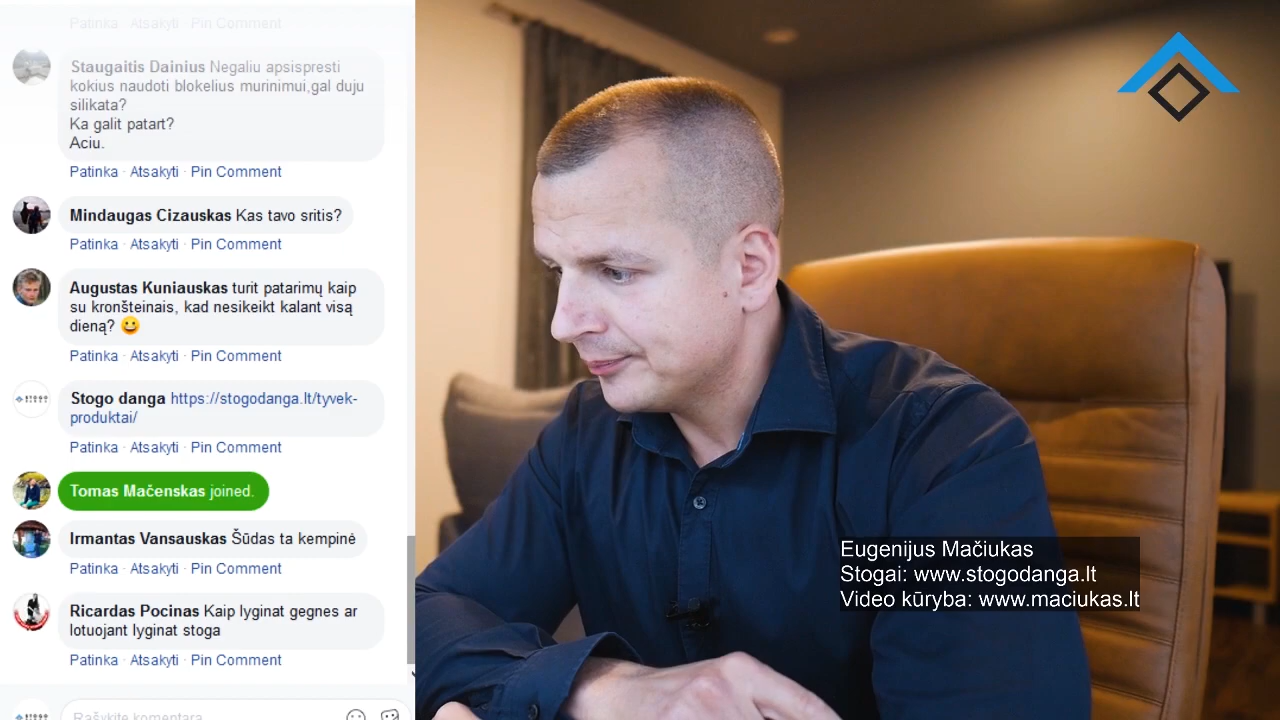 Patinka · Atsakyti · Pin Comment
Staugaitis Dainius Negaliu apsispresti
kokius naudoti blokelius murinimui,gal duju
silikata?
Ka galit patart?
Aciu.
Patinka · Atsakyti · Pin Comment
Mindaugas Cizauskas Kas tavo sritis?
Patinka · Atsakyti · Pin Comment
Augustas Kuniauskas turit patarimų kaip
su kronšteinais, kad nesikeikt kalant visą
dieną? 😀
Patinka · Atsakyti · Pin Comment
Stogo danga https://stogodanga.lt/tyvek-
produktai/
Patinka · Atsakyti · Pin Comment
Tomas Mačenskas joined.
Irmantas Vansauskas Šūdas ta kempinė
Patinka · Atsakyti · Pin Comment
Ricardas Pocinas Kaip lyginat gegnes ar
lotuojant lyginat stoga
Patinka · Atsakyti · Pin Comment
Rašykite komentarą
Eugenijus Mačiukas
Stogai: www.stogodanga.lt
Video kūryba: www.maciukas.lt